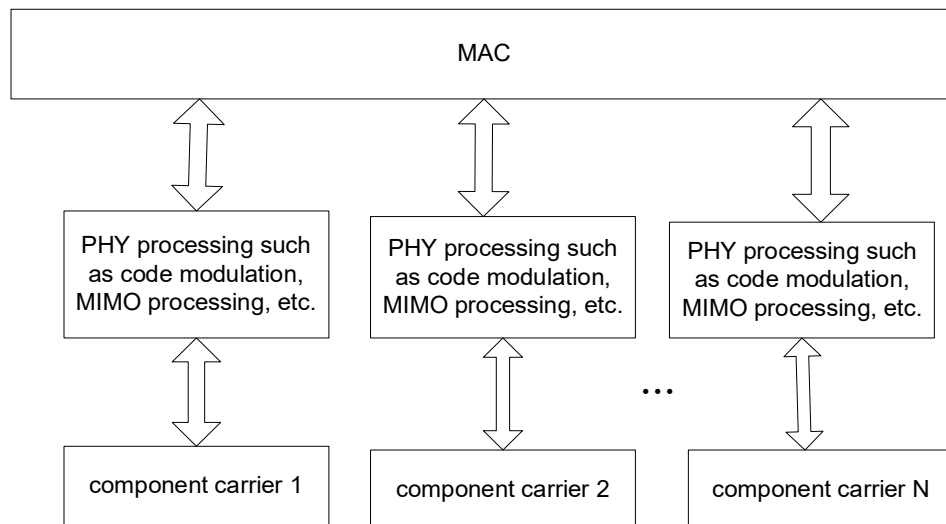 MAC
PHY processing such
as code modulation,
MIMO processing, etc.
PHY processing such
as code modulation,
MIMO processing, etc.
PHY processing such
as code modulation,
MIMO processing, etc.
...
component carrier 1
component carrier 2
component carrier N